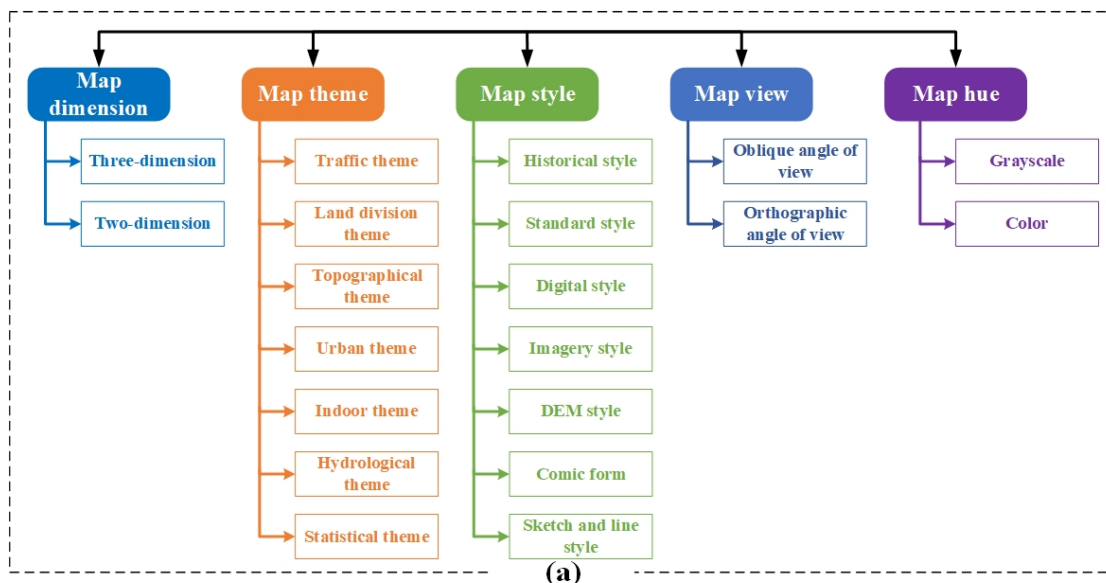 Map
dimension
Three-dimension
Two-dimension
Map theme
Traffic theme
Land division
theme
Topographical
theme
Urban theme
Indoor theme
Hydrological
theme
Statistical theme
Map style
Historical style
Standard style
Digital style
Imagery style
DEM style
Comic form
Sketch and line
style
Map view
Oblique angle of
view
Orthographic
angle of view
Map hue
Grayscale
Color
(a)